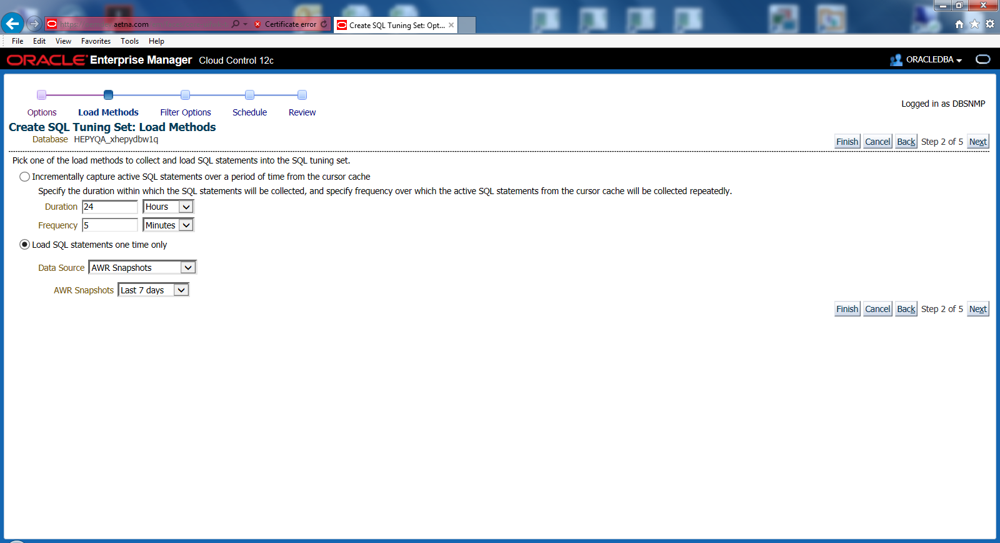 https:// aetna.com Certificate error Create SQL Tuning Set: Opt...
File Edit View Favorites Tools Help
ORACLE Enterprise Manager Cloud Control 12c ORACLEDBA
Logged in as DBSNMP
Options Load Methods Filter Options Schedule Review
Create SQL Tuning Set: Load Methods
Database HEPYQA_xhepydbw1q
Finish Cancel Back Step 2 of 5 Next
Pick one of the load methods to collect and load SQL statements into the SQL tuning set.
Incrementally capture active SQL statements over a period of time from the cursor cache
Specify the duration within which the SQL statements will be collected, and specify frequency over which the active SQL statements from the cursor cache will be collected repeatedly.
Duration 24 Hours
Frequency 5 Minutes
Load SQL statements one time only
Data Source AWR Snapshots
AWR Snapshots Last 7 days
Finish Cancel Back Step 2 of 5 Next